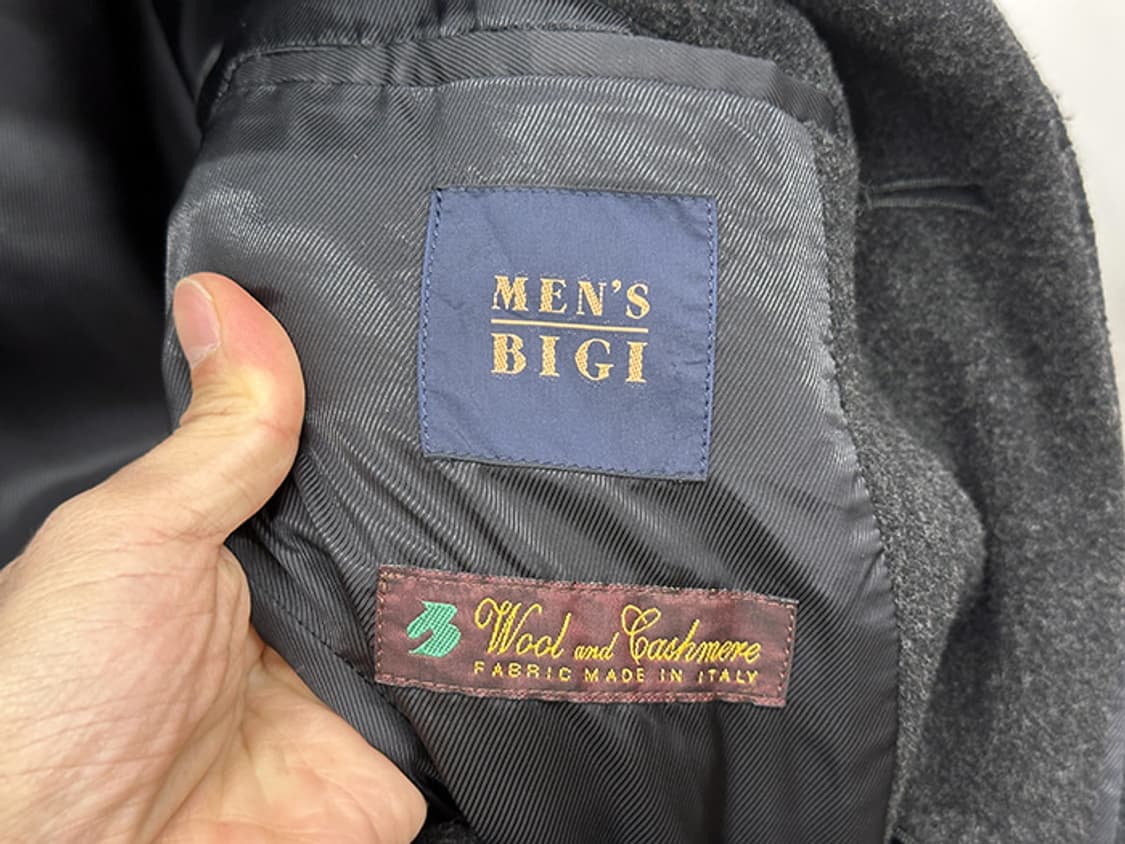 MEN'S
BIGI
Wool and Cashmere
FABRIC MADE IN ITALY